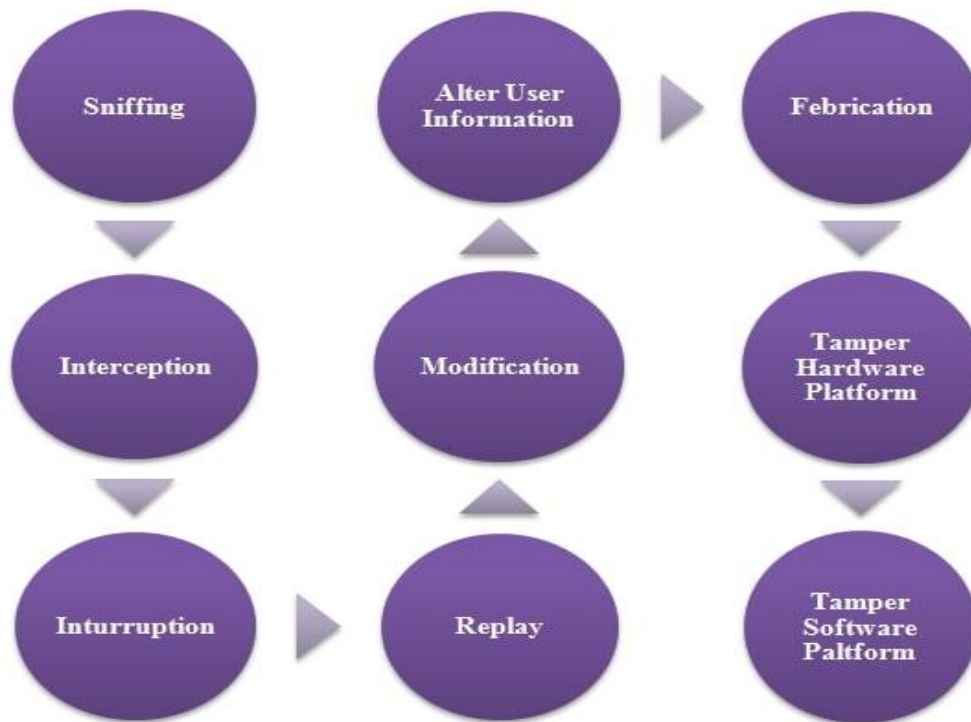 Sniffing
Alter User
Information
Febrication
Interception
Modification
Tamper
Hardware
Platform
Inturruption
Replay
Tamper
Software
Paltform